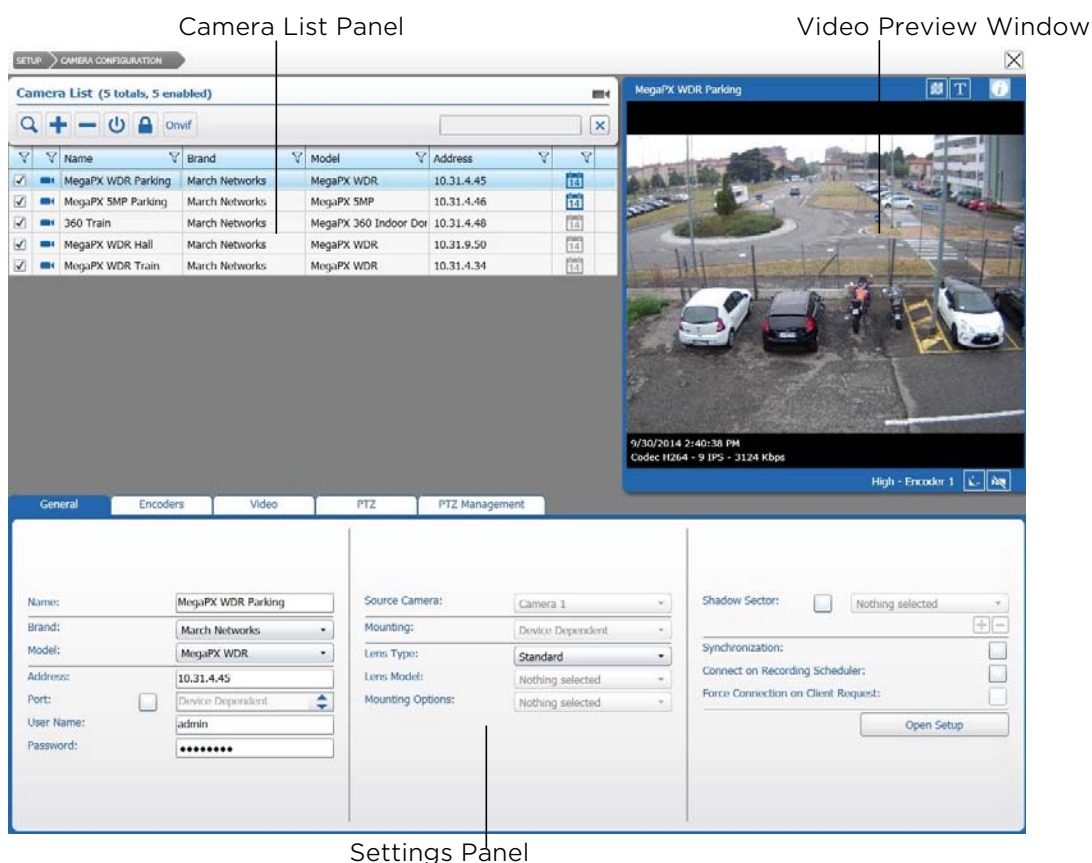 Camera List Panel
Video Preview Window
SETUP
CAMERA CONFIGURATION
Camera List (5 totals, 5 enabled)
Onvif
Name Brand Model Address
MegaPX WDR Parking March Networks MegaPX WDR 10.31.4.45 14
MegaPX 5MP Parking March Networks MegaPX 5MP 10.31.4.46 14
360 Train March Networks MegaPX 360 Indoor Dor 10.31.4.48 14
MegaPX WDR Hall March Networks MegaPX WDR 10.31.9.50 14
MegaPX WDR Train March Networks MegaPX WDR 10.31.4.34 14
MegaPX WDR Parking
T
i
9/30/2014 2:40:38 PM
Codec H264 - 9 IPS - 3124 Kbps
High - Encoder 1
General Encoders Video PTZ PTZ Management
Name: MegaPX WDR Parking
Brand: March Networks
Model: MegaPX WDR
Address: 10.31.4.45
Port: Device Dependent
User Name: admin
Password: ••••••••
Source Camera: Camera 1
Mounting: Device Dependent
Lens Type: Standard
Lens Model: Nothing selected
Mounting Options: Nothing selected
Shadow Sector: Nothing selected
Synchronization:
Connect on Recording Scheduler:
Force Connection on Client Request:
Open Setup
Settings Panel